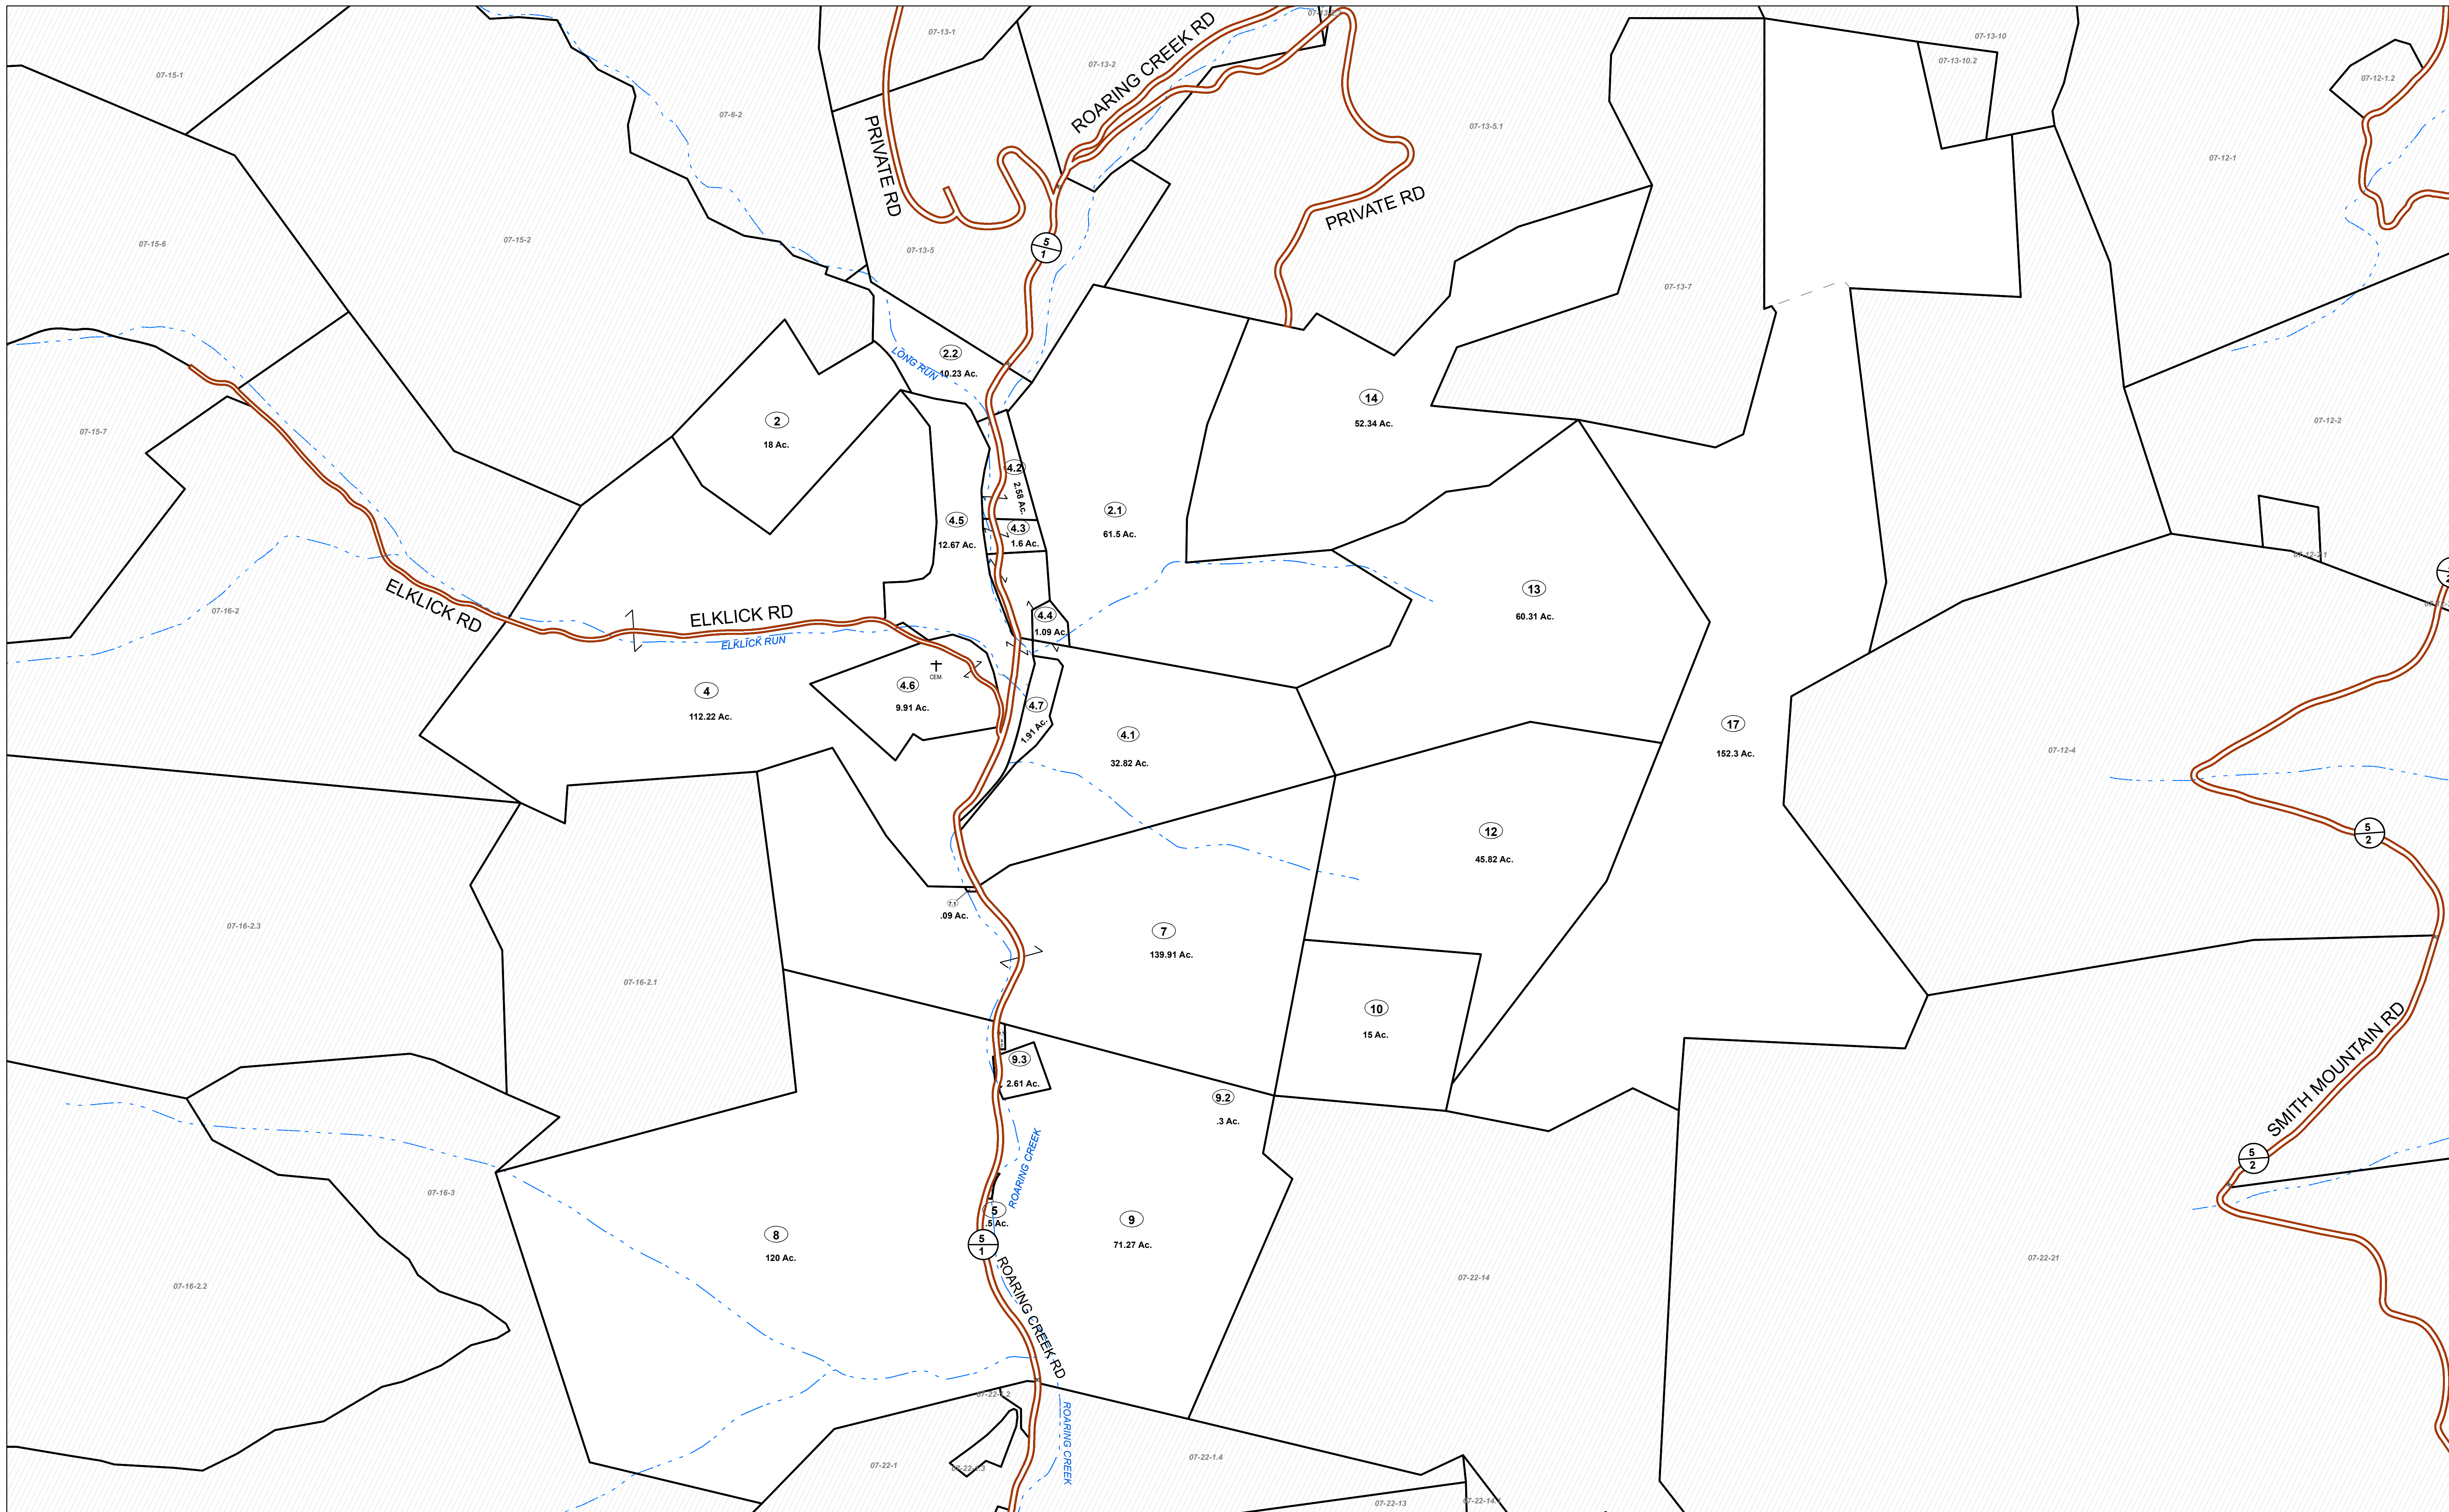 07-13-1
07-13-10
07-13-2
07-15-1
07-13-10.2
07-12-1.2
07-6-2
ROARING CREEK RD
07-13-5.1
07-12-1
PRIVATE RD
PRIVATE RD
07-15-6
07-15-2
07-13-5
5
1
07-13-7
2.2
10.23 Ac.
LONG RUN
14
52.34 Ac.
2
18 Ac.
07-15-7
07-12-2
4.2
2.58 Ac.
2.1
61.5 Ac.
4.5
12.67 Ac.
4.3
1.6 Ac.
07-12-2.1
13
60.31 Ac.
ELKLICK RD
ELKLICK RD
07-16-2
4.4
1.09 Ac.
ELKLICK RUN
CEM.
4
112.22 Ac.
4.6
9.91 Ac.
4.7
1.91 Ac.
4.1
32.82 Ac.
17
152.3 Ac.
07-12-4
12
45.82 Ac.
5
2
7.1
.09 Ac.
7
139.91 Ac.
07-16-2.3
07-16-2.1
10
15 Ac.
9.3
2.61 Ac.
9.2
.3 Ac.
SMITH MOUNTAIN RD
5
2
ROARING CREEK
07-16-3
5
.5 Ac.
9
71.27 Ac.
8
120 Ac.
5
1
07-22-21
07-22-14
07-16-2.2
ROARING CREEK RD
ROARING CREEK
07-22-1.4
07-22-1
07-22-13